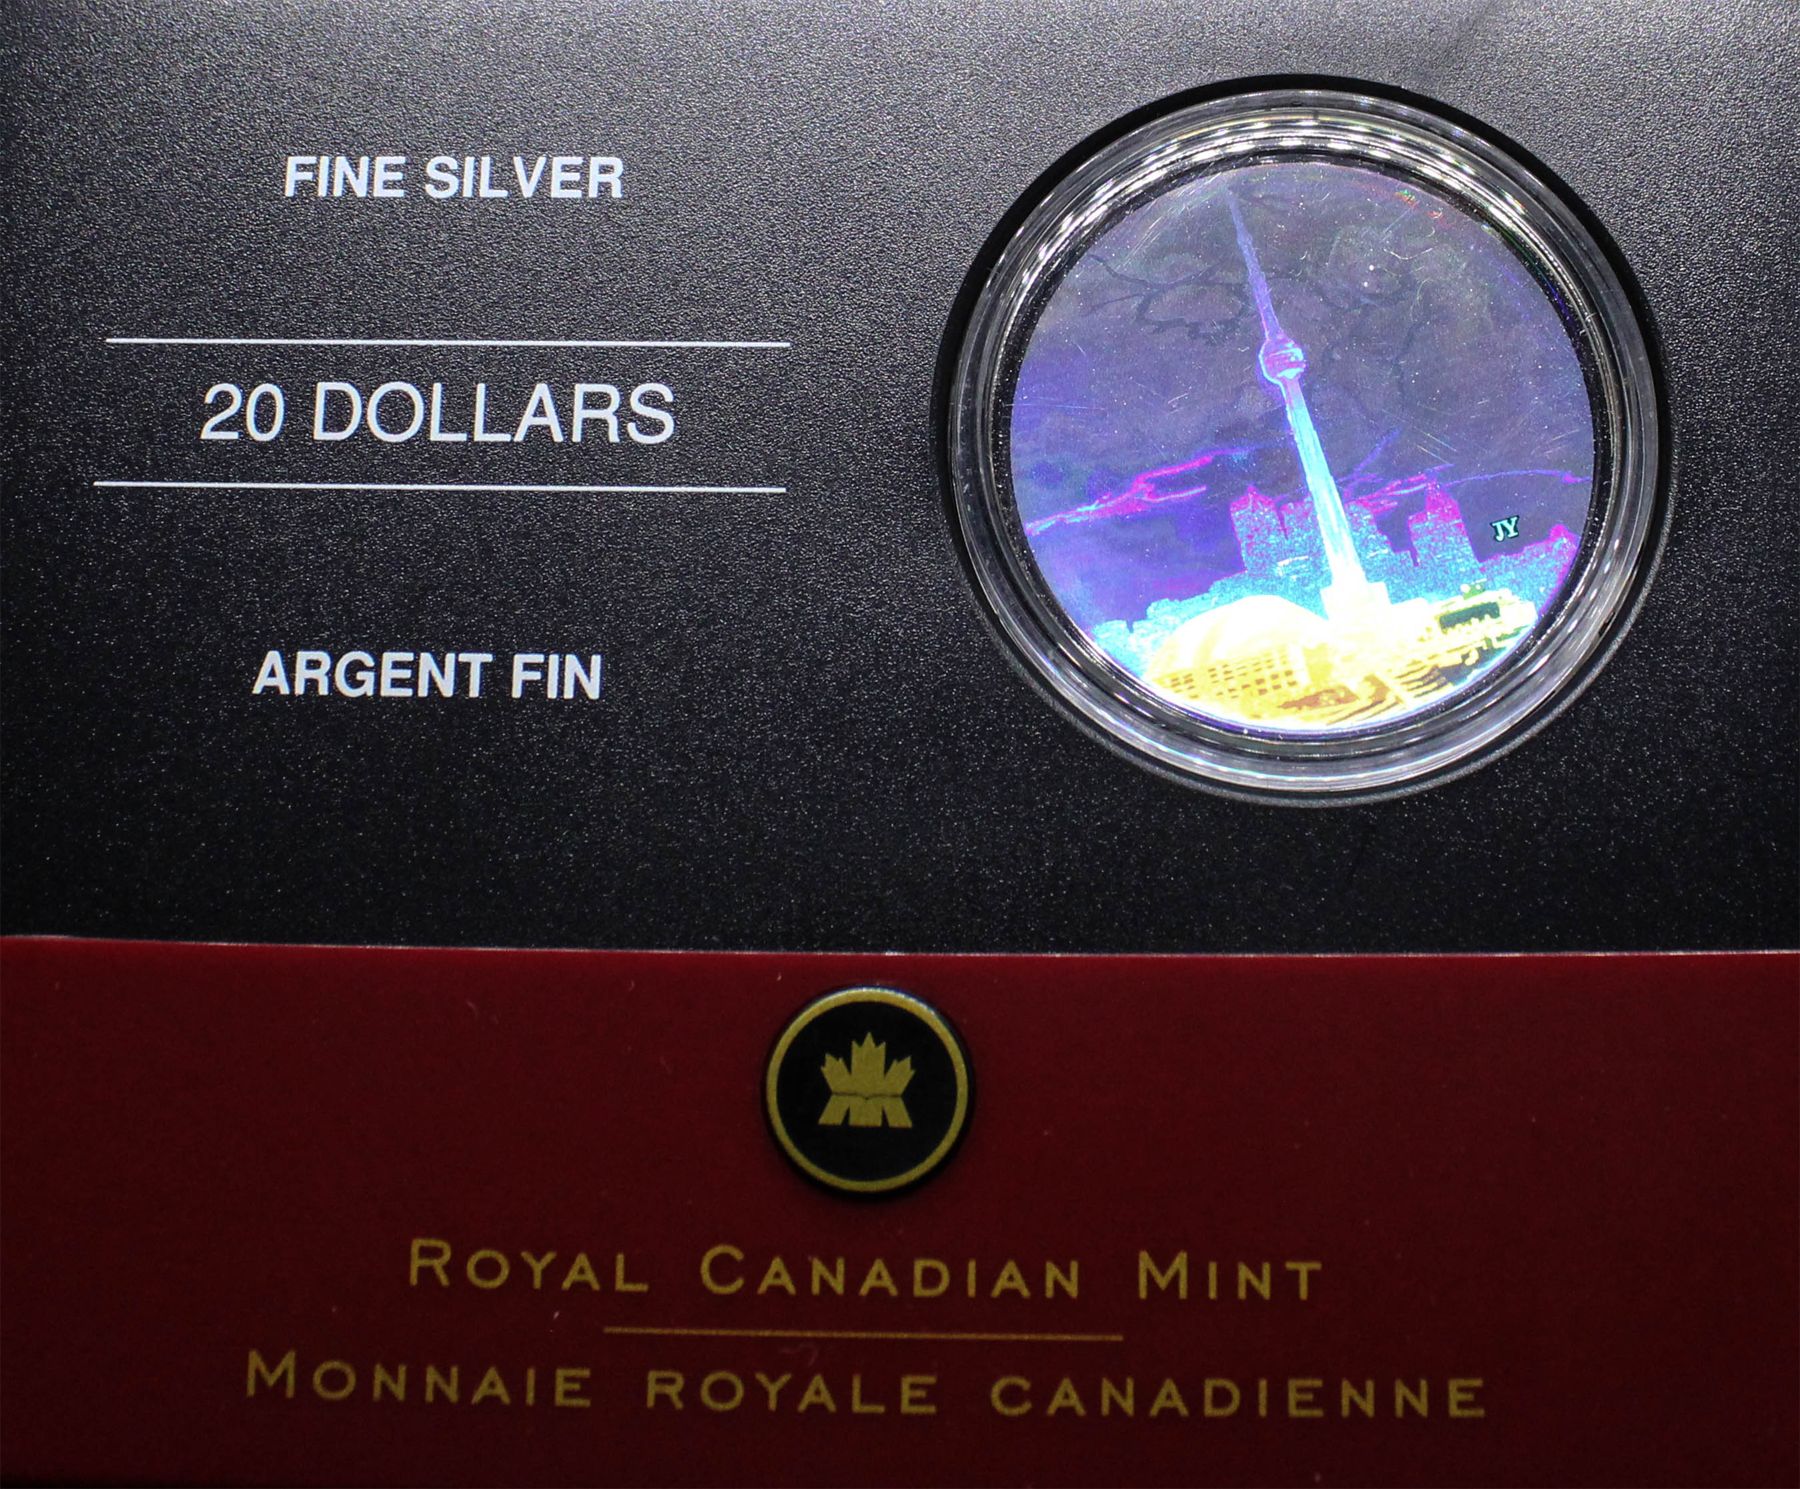 FINE SILVER
20 DOLLARS
ARGENT FIN
JY
ROYAL CANADIAN MINT
MONNAIE ROYALE CANADIENNE